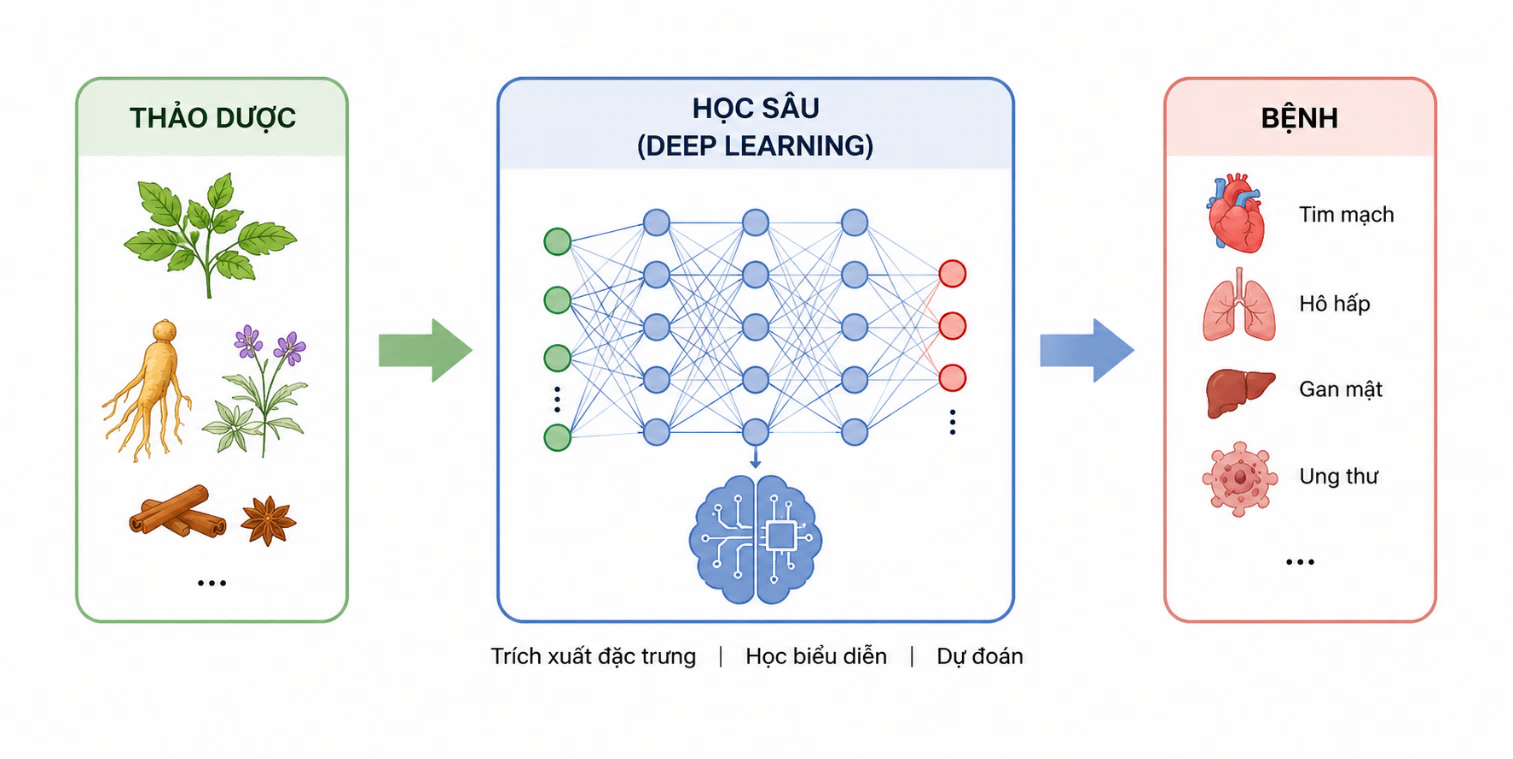 THẢO DƯỢC
...
HỌC SÂU
(DEEP LEARNING)
Trích xuất đặc trưng | Học biểu diễn | Dự đoán
BỆNH
Tim mạch
Hô hấp
Gan mật
Ung thư
...